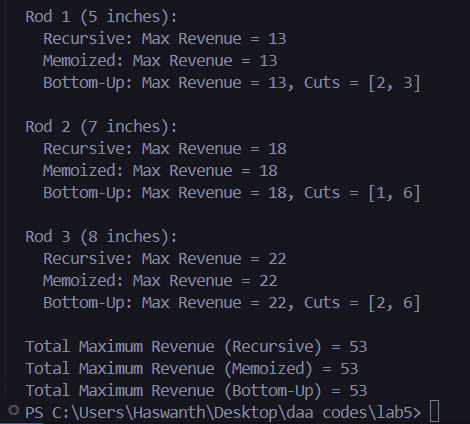 Rod 1 (5 inches):
  Recursive: Max Revenue = 13
  Memoized: Max Revenue = 13
  Bottom-Up: Max Revenue = 13, Cuts = [2, 3]

Rod 2 (7 inches):
  Recursive: Max Revenue = 18
  Memoized: Max Revenue = 18
  Bottom-Up: Max Revenue = 18, Cuts = [1, 6]

Rod 3 (8 inches):
  Recursive: Max Revenue = 22
  Memoized: Max Revenue = 22
  Bottom-Up: Max Revenue = 22, Cuts = [2, 6]

Total Maximum Revenue (Recursive) = 53
Total Maximum Revenue (Memoized) = 53
Total Maximum Revenue (Bottom-Up) = 53
PS C:\Users\Haswanth\Desktop\daa codes\lab5>